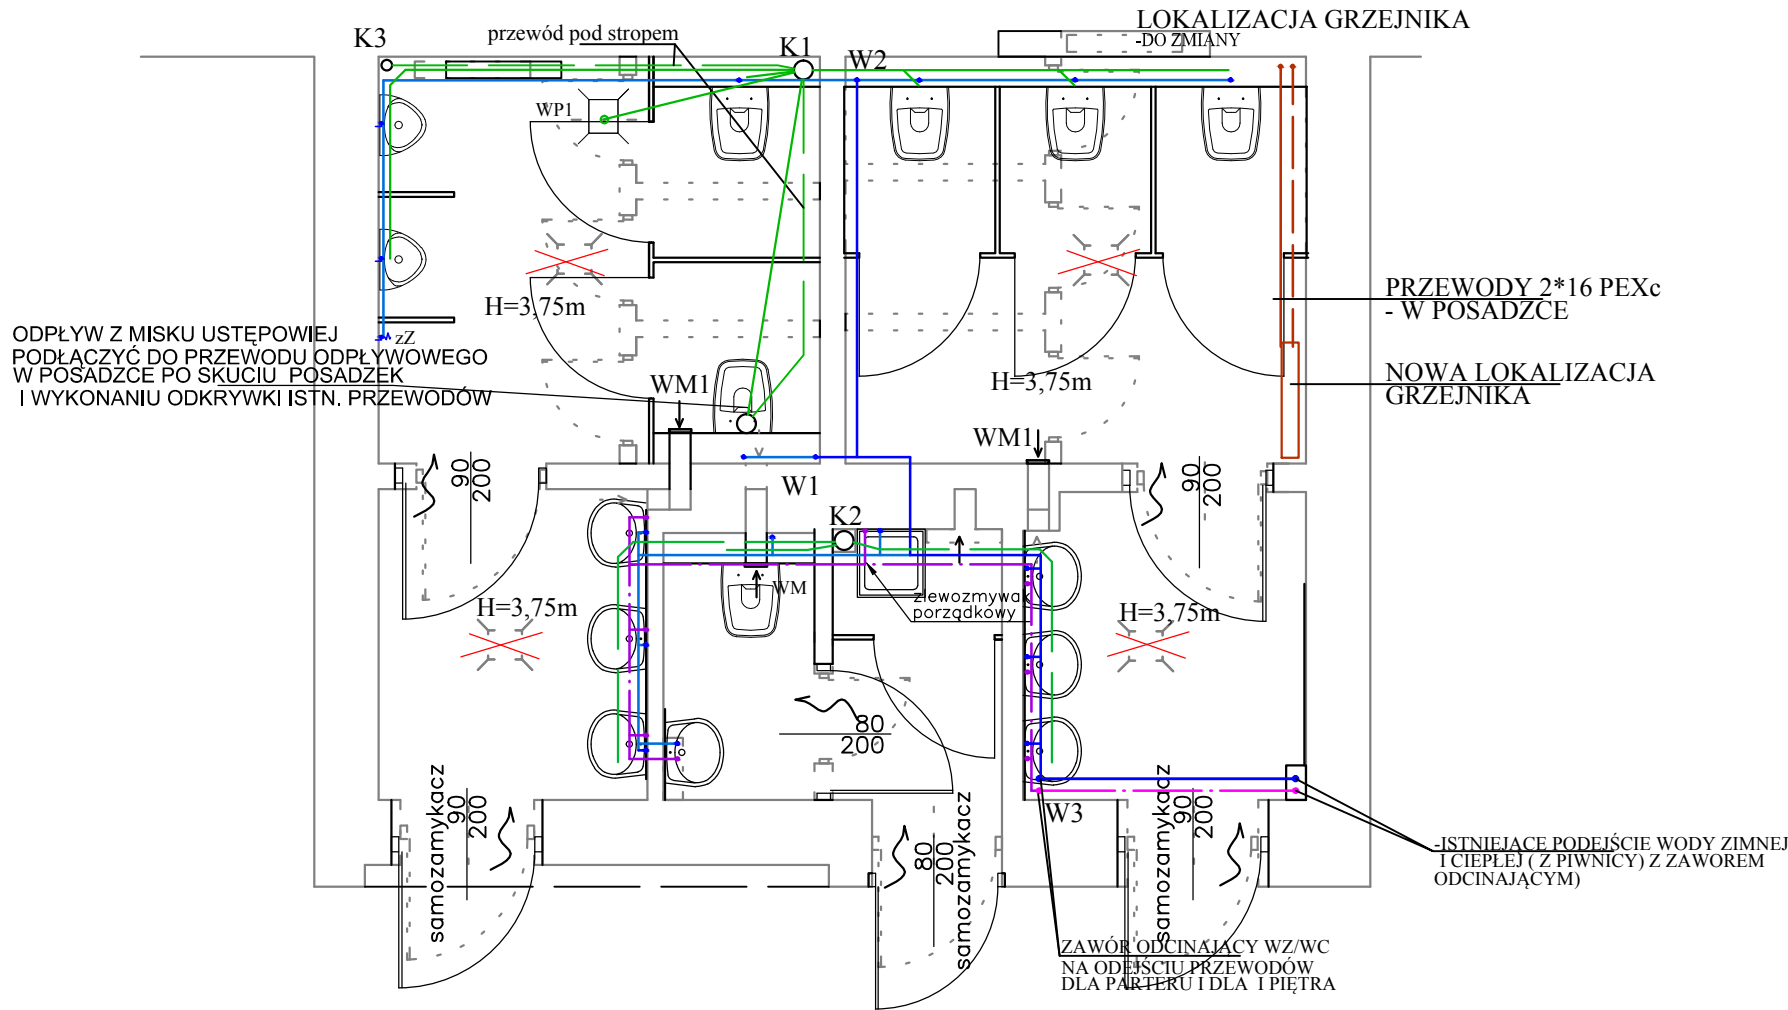 LOKALIZACJA GRZEJNIKA
-DO ZMIANY
K3
przewód pod stropem
K1
W2
WP1
PRZEWODY 2*16 PEXc
- W POSADZCE
H=3,75m
ODPŁYW Z MISKU USTĘPOWIEJ
PODŁĄCZYĆ DO PRZEWODU ODPŁYWOWEGO
W POSADZCE PO SKUCIU POSADZEK
I WYKONANIU ODKRYWKI ISTN. PRZEWODÓW
zZ
WM1
H=3,75m
NOWA LOKALIZACJA
GRZEJNIKA
WM1
90
200
W1
90
200
K2
WM
zlewozmywak
porządkowy
H=3,75m
H=3,75m
80
200
samozamykacz
90
200
samozamykacz
80
200
W3
samozamykacz
90
200
-ISTNIEJĄCE PODEJŚCIE WODY ZIMNEJ
I CIEPŁEJ ( Z PIWNICY) Z ZAWOREM
ODCINAJĄCYM)
ZAWÓR ODCINAJĄCY WZ/WC
NA ODEJŚCIU PRZEWODÓW
DLA PARTERU I DLA I PIĘTRA